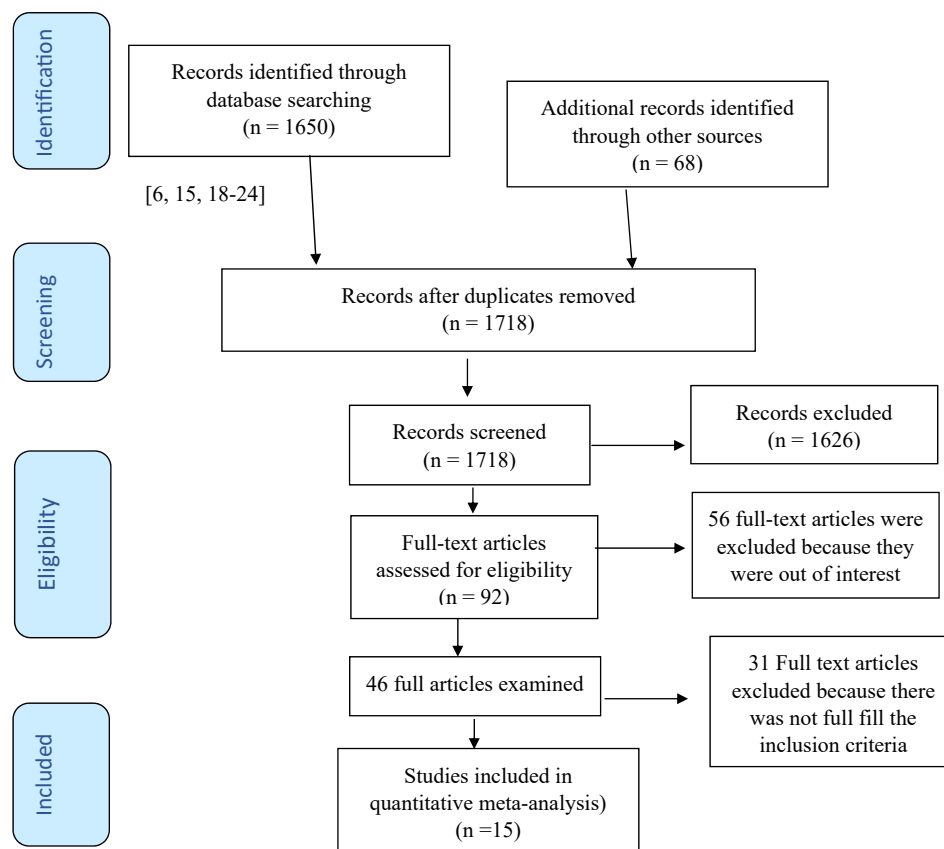 Identification
Records identified through
database searching
(n = 1650)
Additional records identified
through other sources
(n = 68)
[6, 15, 18-24]
Screening
Records after duplicates removed
(n = 1718)
Records screened
(n = 1718)
Records excluded
(n = 1626)
Eligibility
Full-text articles
assessed for eligibility
(n = 92)
56 full-text articles were
excluded because they
were out of interest
46 full articles examined
31 Full text articles
excluded because there
was not full fill the
inclusion criteria
Included
Studies included in
quantitative meta-analysis)
(n =15)